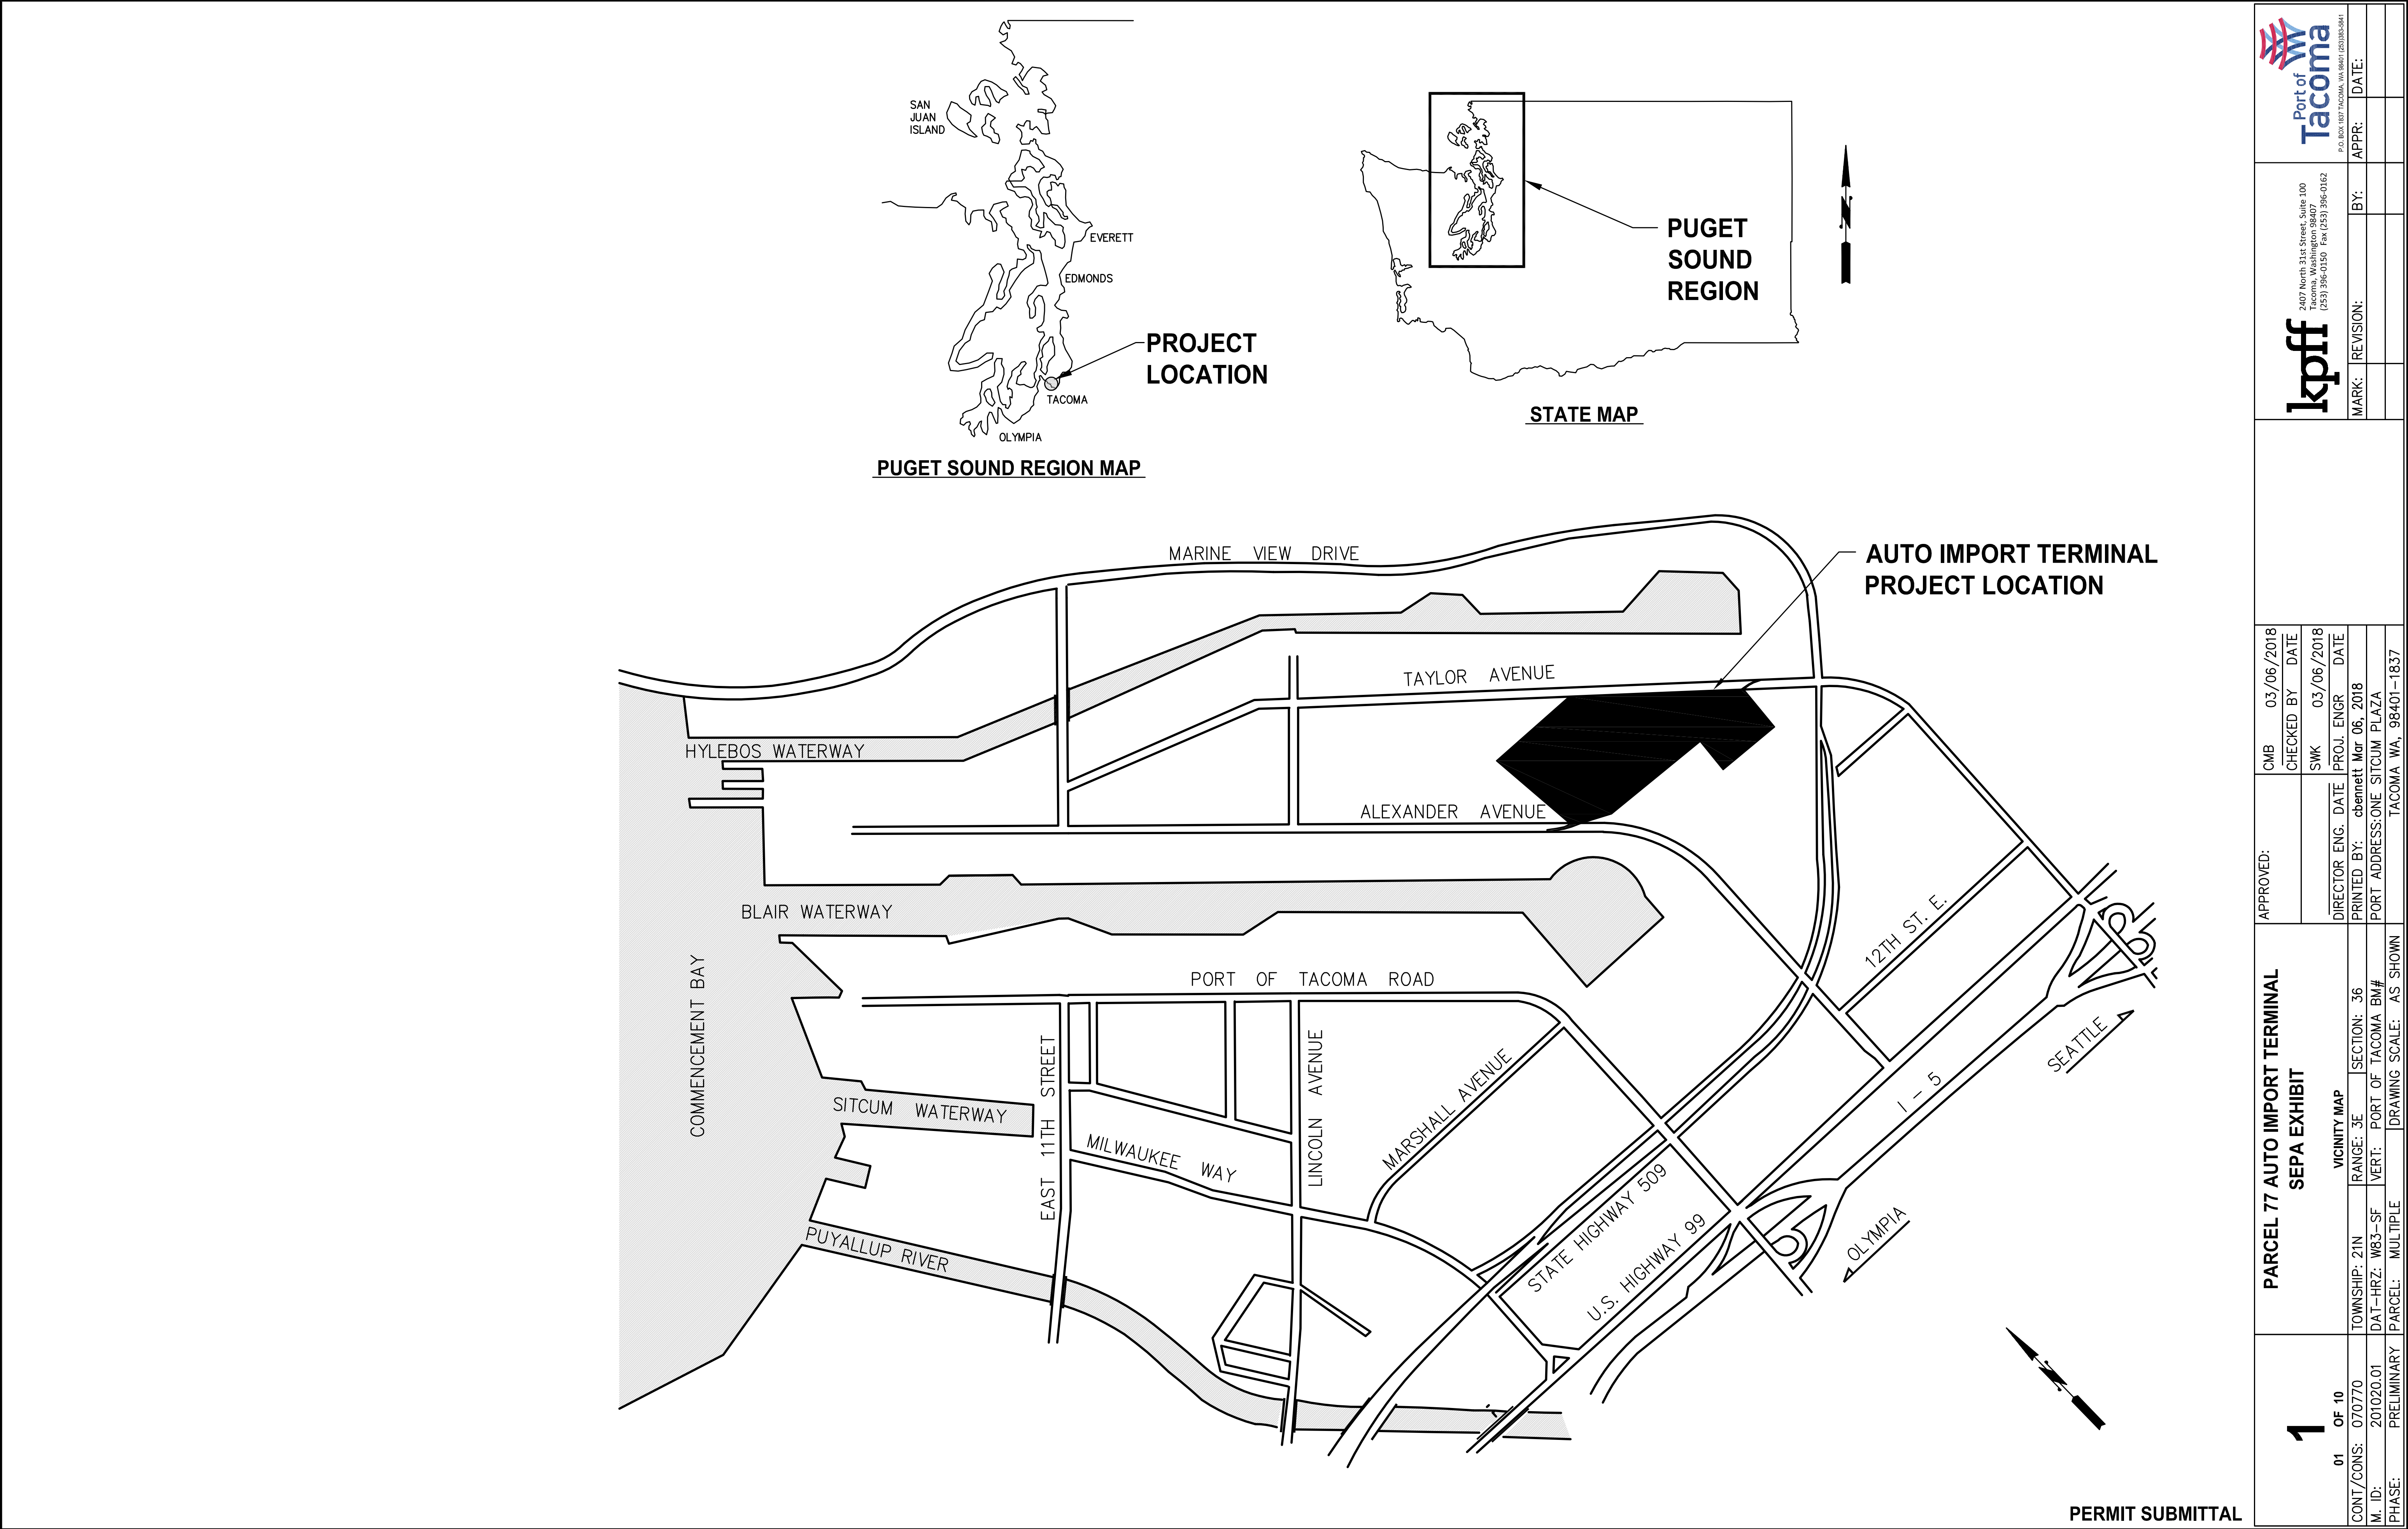 SAN
JUAN
ISLAND
EVERETT
EDMONDS
PROJECT
LOCATION
TACOMA
OLYMPIA
PUGET SOUND REGION MAP
PUGET
SOUND
REGION
STATE MAP
N
MARINE VIEW DRIVE
AUTO IMPORT TERMINAL
PROJECT LOCATION
TAYLOR AVENUE
HYLEBOS WATERWAY
ALEXANDER AVENUE
BLAIR WATERWAY
COMMENCEMENT BAY
PORT OF TACOMA ROAD
12TH ST. E.
SITCUM WATERWAY
EAST 11TH STREET
MILWAUKEE WAY
LINCOLN AVENUE
MARSHALL AVENUE
I - 5
SEATTLE
STATE HIGHWAY 509
U.S. HIGHWAY 99
OLYMPIA
PUYALLUP RIVER
N
PERMIT SUBMITTAL
Port of
Tacoma
P.O. BOX 1837 TACOMA, WA 98401 (253)383-5841
kpff
2407 North 31st Street, Suite 100
Tacoma, Washington 98407
(253) 396-0150 Fax (253) 396-0162
MARK: REVISION: BY: APPR: DATE:
APPROVED:
CMB 03/06/2018
CHECKED BY DATE
SWK 03/06/2018
DIRECTOR ENG. DATE PROJ. ENGR DATE
PRINTED BY: cbennett Mar 06, 2018
PORT ADDRESS:ONE SITCUM PLAZA
TACOMA WA, 98401-1837
PARCEL 77 AUTO IMPORT TERMINAL
SEPA EXHIBIT
VICINITY MAP
TOWNSHIP: 21N RANGE: 3E SECTION: 36
DAT-HRZ: W83-SF VERT: PORT OF TACOMA BM#
PARCEL: MULTIPLE DRAWING SCALE: AS SHOWN
1
01 OF 10
CONT/CONS: 070770
M. ID: 201020.01
PHASE: PRELIMINARY